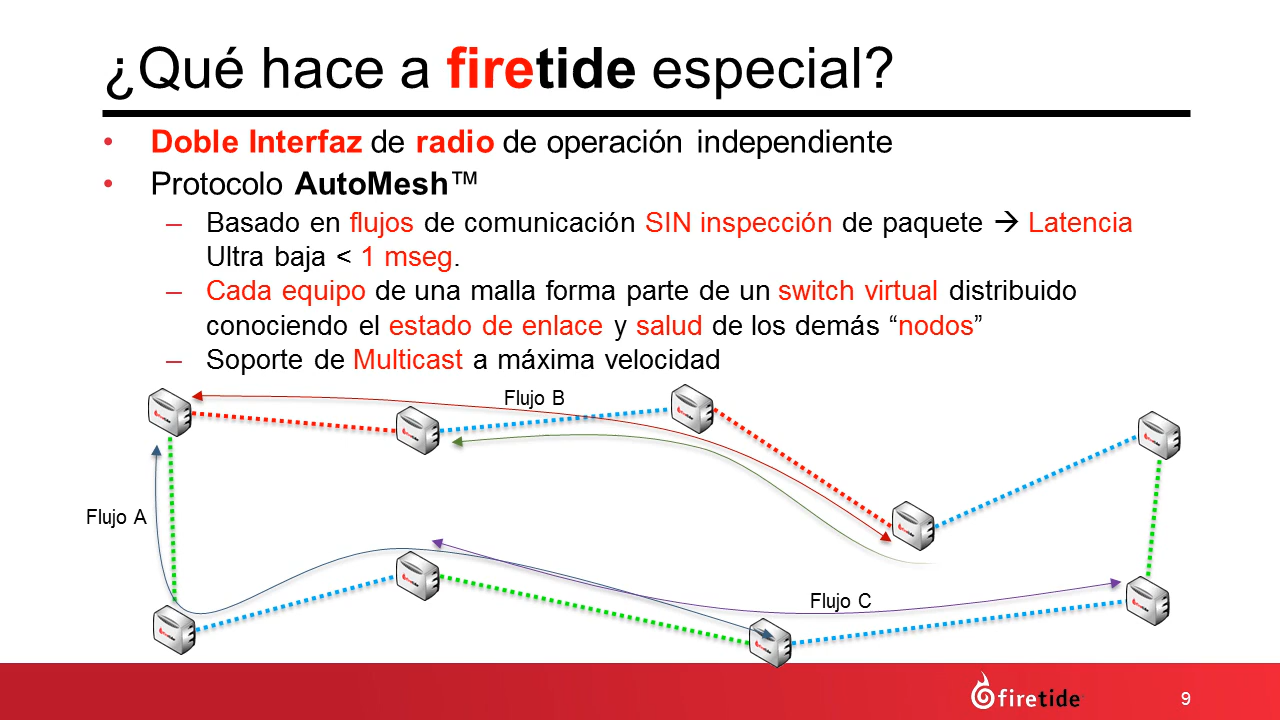 ¿Qué hace a firetide especial?
• Doble Interfaz de radio de operación independiente
• Protocolo AutoMesh™
– Basado en flujos de comunicación SIN inspección de paquete → Latencia
Ultra baja < 1 mseg.
– Cada equipo de una malla forma parte de un switch virtual distribuido
conociendo el estado de enlace y salud de los demás “nodos”
– Soporte de Multicast a máxima velocidad
Flujo B
Flujo A
Flujo C
firetide
9